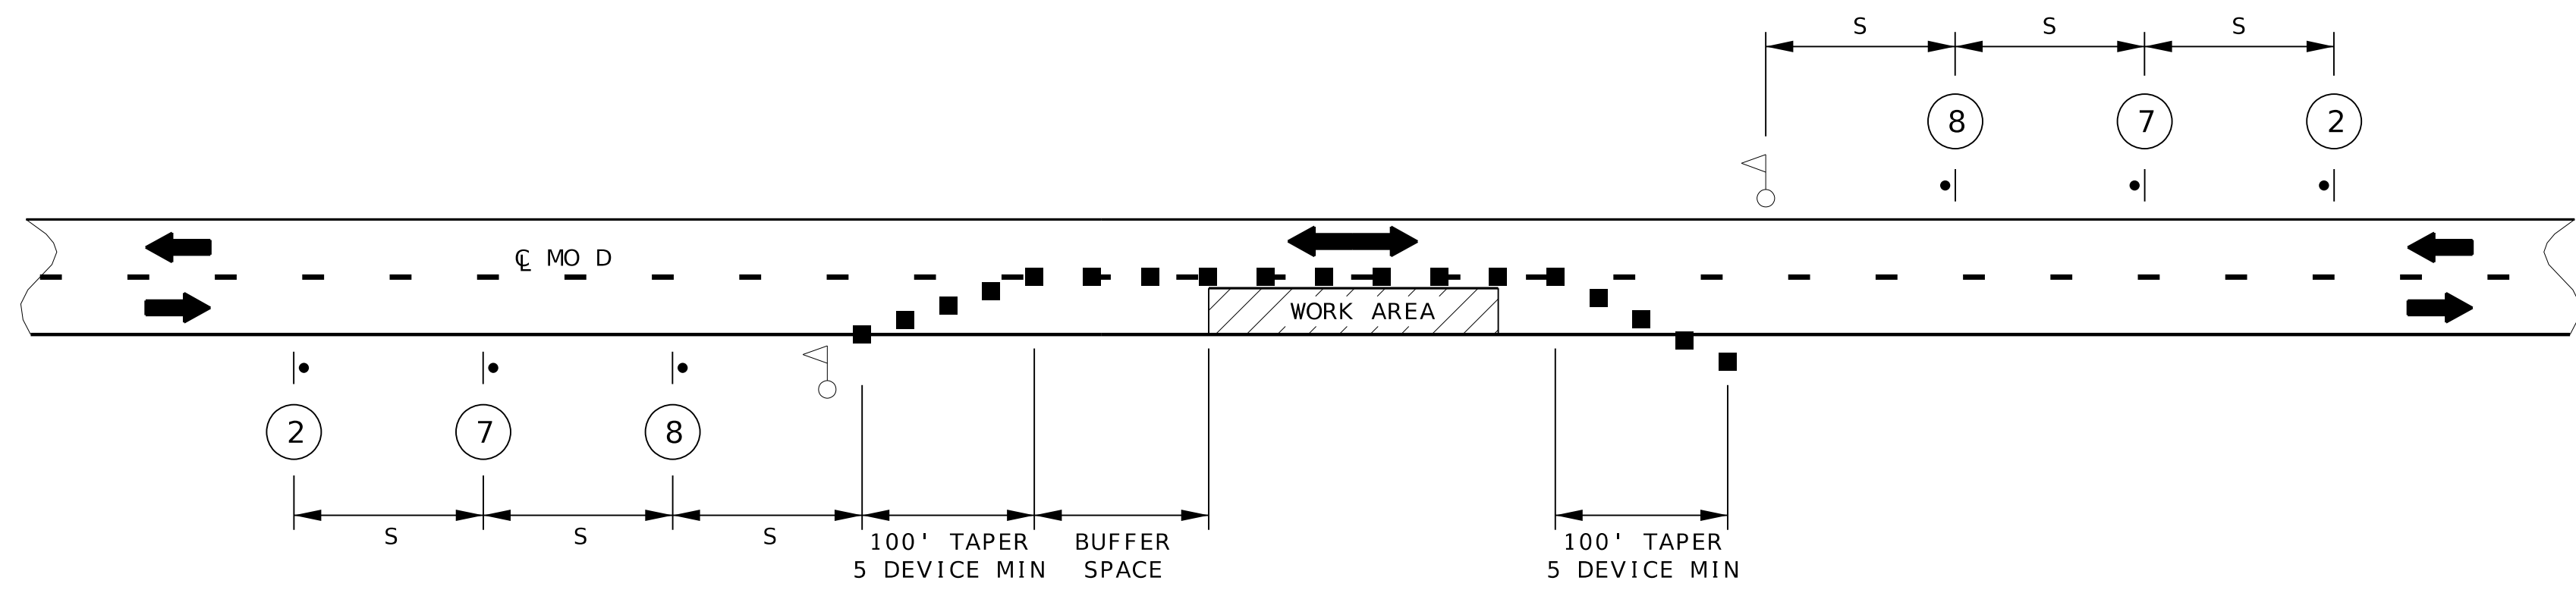 S S S
8 7 2
℄ MO D
WORK AREA
2 7 8
S S S
100' TAPER BUFFER 100' TAPER
5 DEVICE MIN SPACE 5 DEVICE MIN